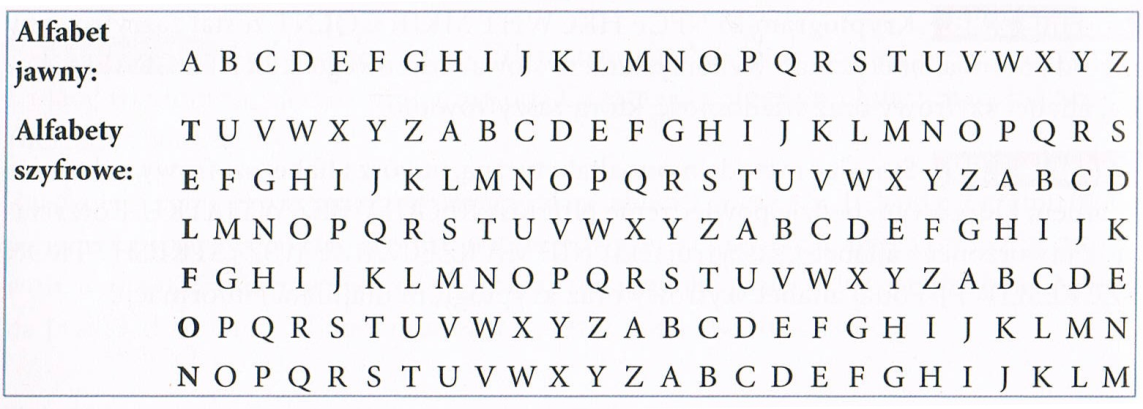 Alfabet
jawny: A B C D E F G H I J K L M N O P Q R S T U V W X Y Z
Alfabety T U V W X Y Z A B C D E F G H I J K L M N O P Q R S
szyfrowe: E F G H I J K L M N O P Q R S T U V W X Y Z A B C D
L M N O P Q R S T U V W X Y Z A B C D E F G H I J K
F G H I J K L M N O P Q R S T U V W X Y Z A B C D E
O P Q R S T U V W X Y Z A B C D E F G H I J K L M N
N O P Q R S T U V W X Y Z A B C D E F G H I J K L M